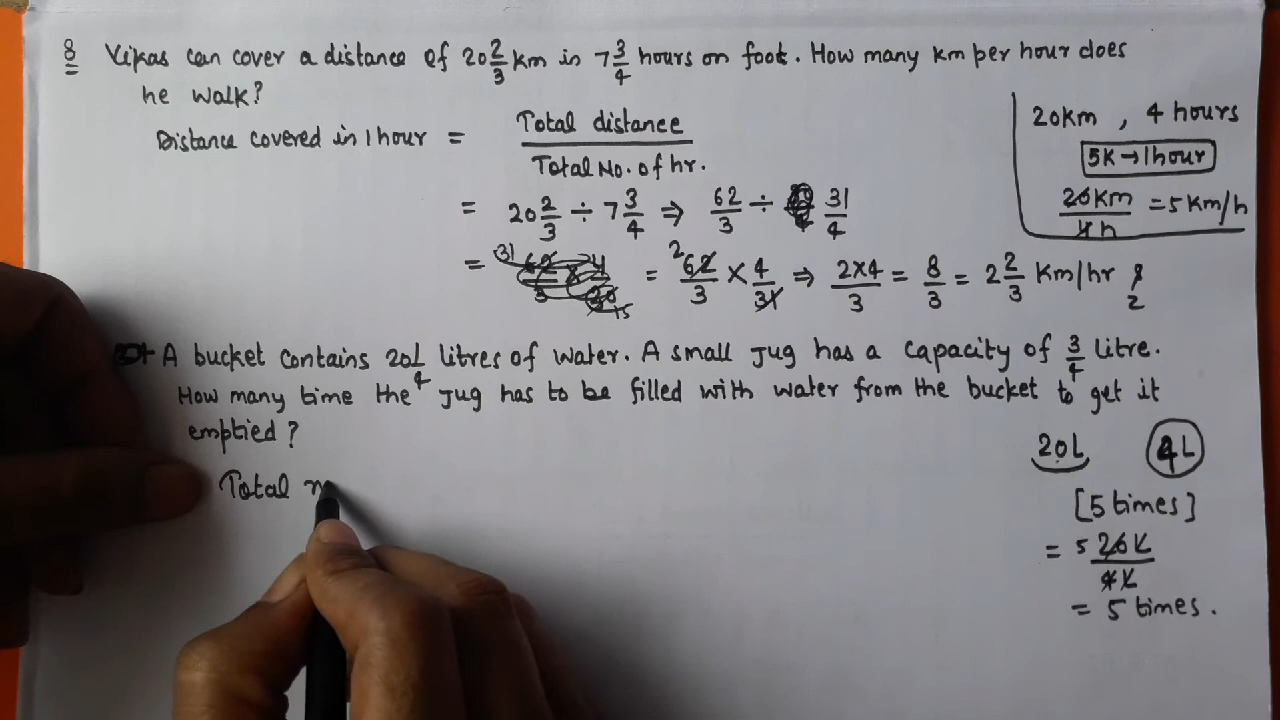 8 Vikas can cover a distance of 20 2/3 km in 7 3/4 hours on foot. How many km per hour does
he walk?
Distance covered in 1 hour = Total distance / Total No. of hr.
= 20 2/3 ÷ 7 3/4 ⇒ 62/3 ÷ 31/4
= = 62/3 × 4/31 ⇒ 2×4/3 = 8/3 = 2 2/3 km/hr
20km , 4 hours
5K → 1hour
20km/4h = 5 km/h
A bucket contains 20 1/4 litres of water. A small Jug has a capacity of 3/4 litre.
How many time the Jug has to be filled with water from the bucket to get it
emptied?
Total
20L 4L
[5 times]
= 5 20L/4L
= 5 times.